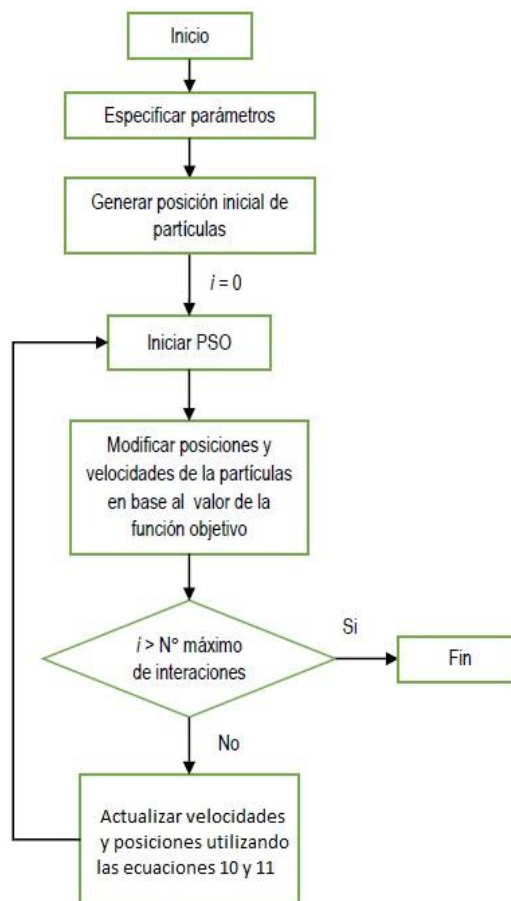 Inicio
Especificar parámetros
Generar posición inicial de
partículas
i = 0
Iniciar PSO
Modificar posiciones y
velocidades de la partículas
en base al valor de la
función objetivo
i > N° máximo
de interaciones
Si
Fin
No
Actualizar velocidades
y posiciones utilizando
las ecuaciones 10 y 11